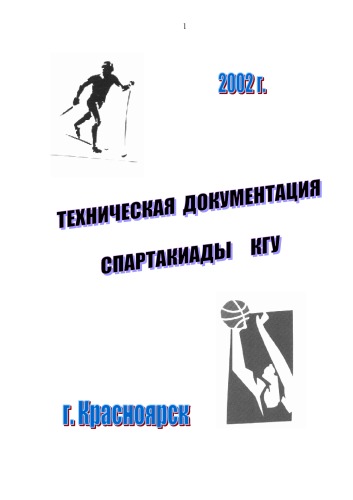 1
2002 г.
ТЕХНИЧЕСКАЯ ДОКУМЕНТАЦИЯ
СПАРТАКИАДЫ КГУ
г. Красноярск